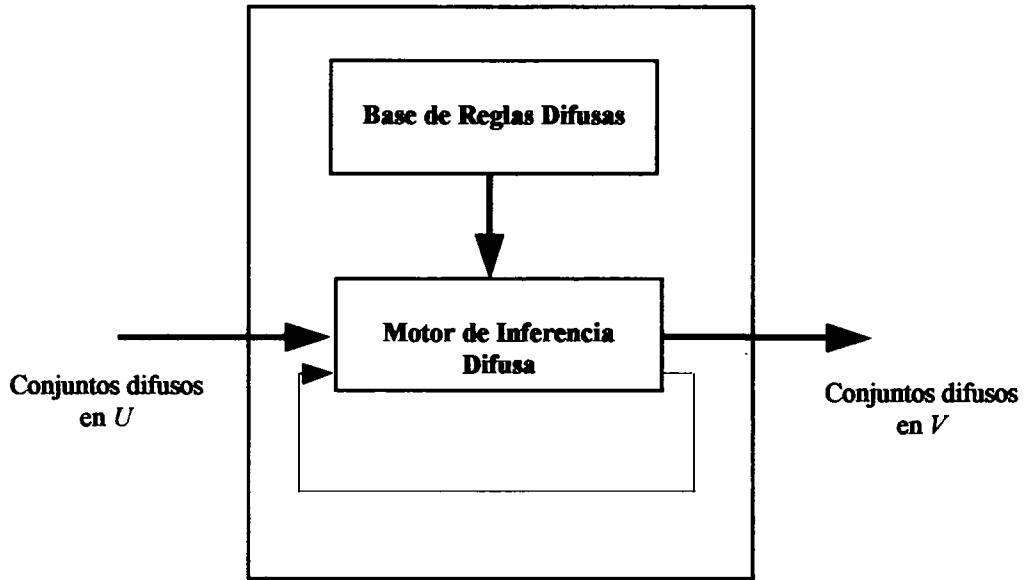 Base de Reglas Difusas
Motor de Inferencia
Difusa
Conjuntos difusos
en U
Conjuntos difusos
en V